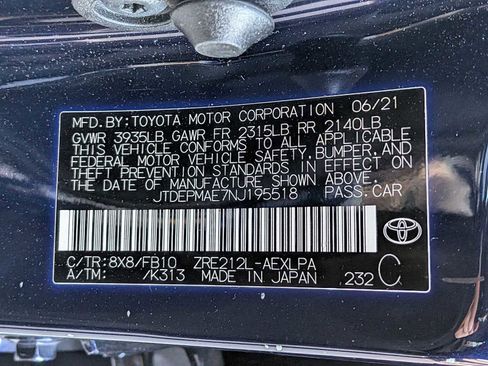 MFD.BY:TOYOTA MOTOR CORPORATION 06/21
GVWR 3935LB GAWR FR 2315LB RR 2140LB
THIS VEHICLE CONFORMS TO ALL APPLICABLE
FEDERAL MOTOR VEHICLE SAFETY,BUMPER,AND
THEFT PREVENTION STANDARDS IN EFFECT ON
THE DATE OF MANUFACTURE SHOWN ABOVE.
JTDEPMAE7NJ195518 PASS.CAR
C/TR:8X8/FB10 ZRE212L-AEXLPA
A/TM: /K313 MADE IN JAPAN 232 C